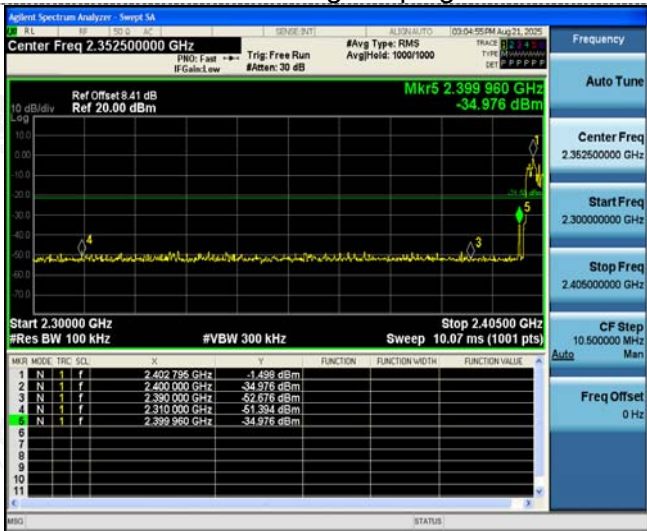 Agilent Spectrum Analyzer - Swept SA
RL RF 50 Ω AC SENSE:INT ALIGNAUTO 03:04:55 PM Aug 21, 2025
Center Freq 2.352500000 GHz
PNO: Fast
IFGain:Low
Trig: Free Run
#Atten: 30 dB
#Avg Type: RMS
Avg|Hold: 1000/1000
TRACE 1 2 3 4 5 6
TYPE M
DET P P P P P P
Frequency
Ref Offset 8.41 dB
10 dB/div Ref 20.00 dBm
Log
Mkr5 2.399 960 GHz
-34.976 dBm
10.0
0.00
-10.0
-20.0
-30.0
-40.0
-50.0
-60.0
-70.0
1
5
4
3
Start 2.30000 GHz
#Res BW 100 kHz
#VBW 300 kHz
Stop 2.40500 GHz
Sweep 10.07 ms (1001 pts)
MKR MODE TRC SCL X Y FUNCTION FUNCTION WIDTH FUNCTION VALUE
1 N 1 f 2.402 795 GHz -1.498 dBm
2 N 1 f 2.400 000 GHz -34.976 dBm
3 N 1 f 2.390 000 GHz -52.676 dBm
4 N 1 f 2.310 000 GHz -51.394 dBm
5 N 1 f 2.399 960 GHz -34.976 dBm
6
7
8
9
10
11
MSG STATUS
Auto Tune
Center Freq
2.352500000 GHz
Start Freq
2.300000000 GHz
Stop Freq
2.405000000 GHz
CF Step
10.500000 MHz
Auto Man
Freq Offset
0 Hz